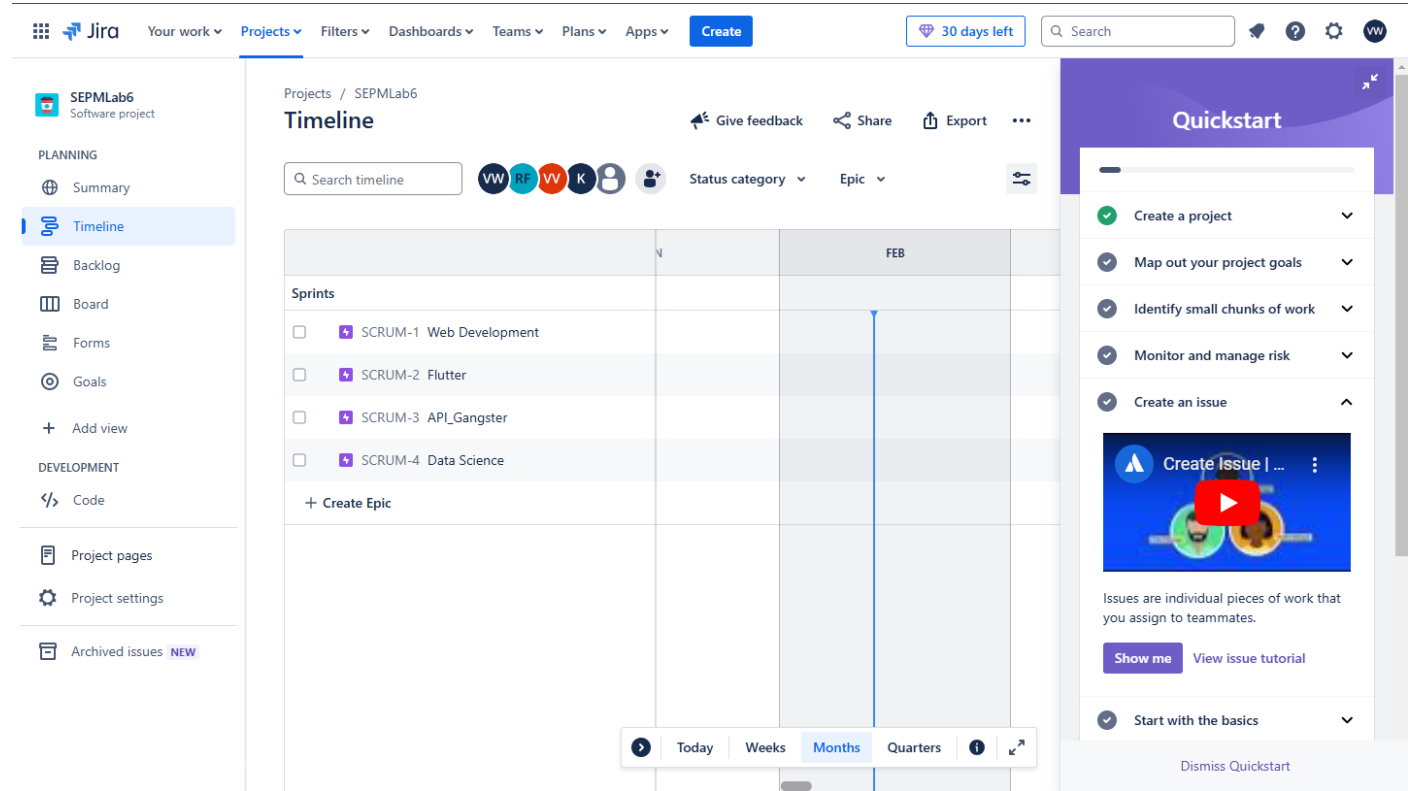 Jira Your work Projects Filters Dashboards Teams Plans Apps Create 30 days left Search VW
SEPMLab6
Software project
PLANNING
Summary
Timeline
Backlog
Board
Forms
Goals
Add view
DEVELOPMENT
Code
Project pages
Project settings
Archived issues NEW
Projects / SEPMLab6
Timeline
Give feedback Share Export
Search timeline VW RF VV K Status category Epic
FEB
Sprints
SCRUM-1 Web Development
SCRUM-2 Flutter
SCRUM-3 API_Gangster
SCRUM-4 Data Science
+ Create Epic
Today Weeks Months Quarters
Quickstart
Create a project
Map out your project goals
Identify small chunks of work
Monitor and manage risk
Create an issue
Create Issue | ...
Issues are individual pieces of work that
you assign to teammates.
Show me View issue tutorial
Start with the basics
Dismiss Quickstart